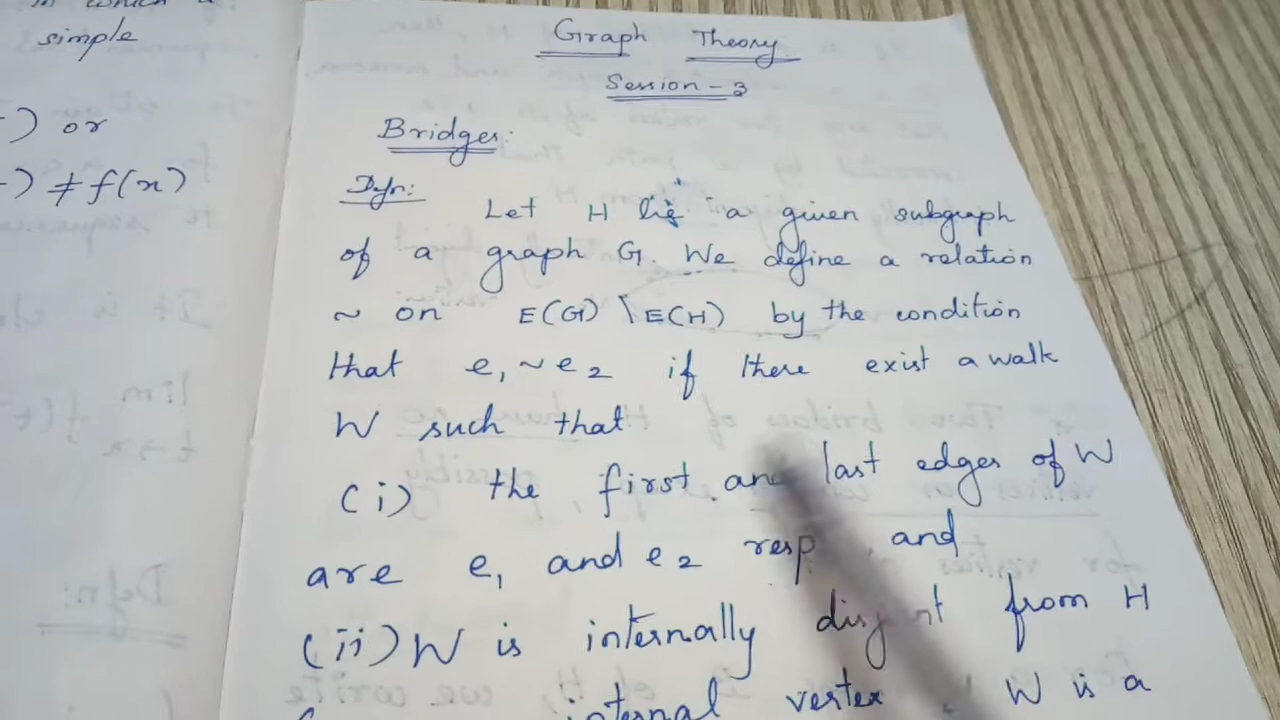 simple
) or
) ≠ f(x)
Graph Theory
Session - 3
Bridges:
Defn:
Let H be a given subgraph
of a graph G. We define a relation
~ on E(G) \ E(H) by the condition
that e₁ ~ e₂ if there exist a walk
W such that
(i) the first and last edges of W
are e₁ and e₂ resp, and
(ii) W is internally from H
internal vertex W is a